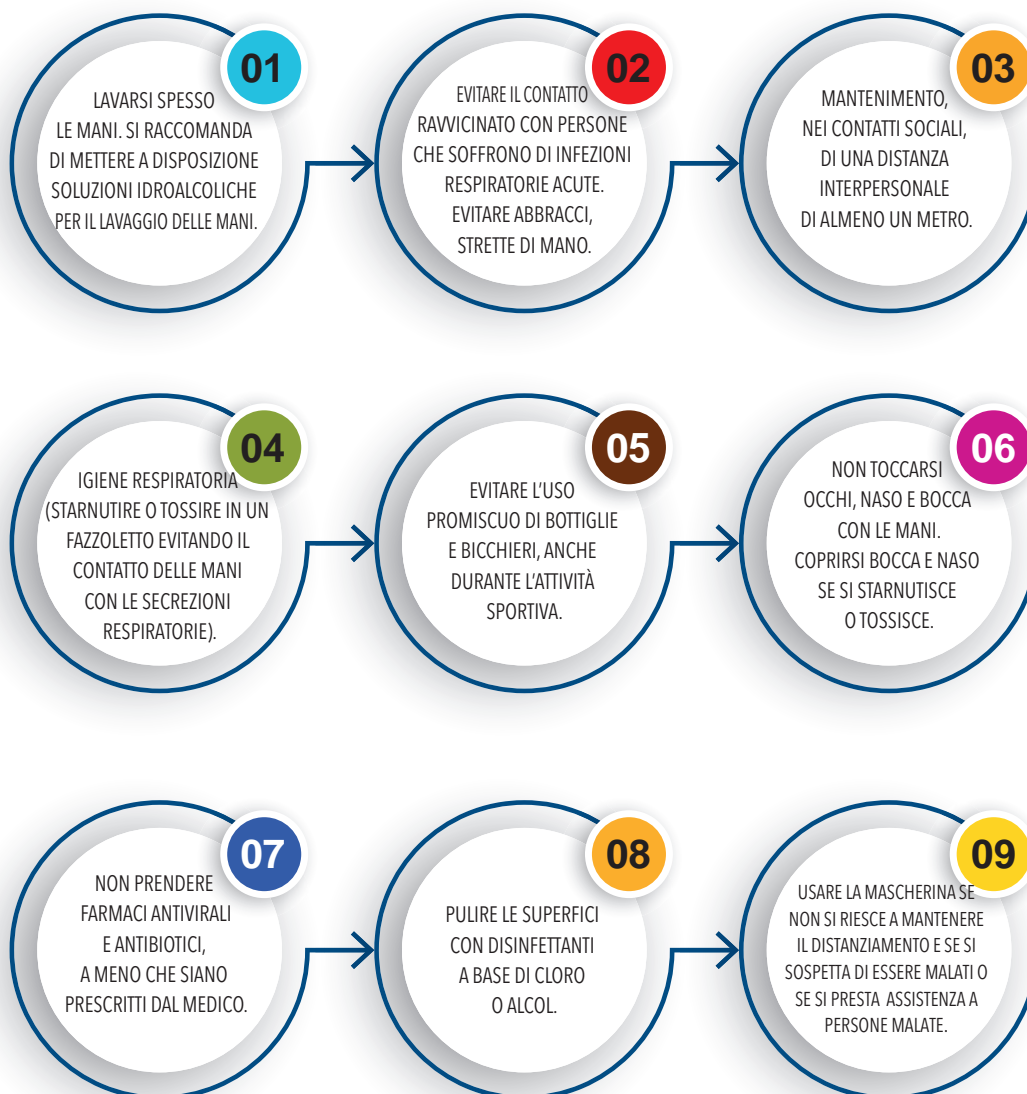 01
LAVARSI SPESSO
LE MANI. SI RACCOMANDA
DI METTERE A DISPOSIZIONE
SOLUZIONI IDROALCOLICHE
PER IL LAVAGGIO DELLE MANI.
02
EVITARE IL CONTATTO
RAVVICINATO CON PERSONE
CHE SOFFRONO DI INFEZIONI
RESPIRATORIE ACUTE.
EVITARE ABBRACCI,
STRETTE DI MANO.
03
MANTENIMENTO,
NEI CONTATTI SOCIALI,
DI UNA DISTANZA
INTERPERSONALE
DI ALMENO UN METRO.
04
IGIENE RESPIRATORIA
(STARNUTIRE O TOSSIRE IN UN
FAZZOLETTO EVITANDO IL
CONTATTO DELLE MANI
CON LE SECREZIONI
RESPIRATORIE).
05
EVITARE L'USO
PROMISCUO DI BOTTIGLIE
E BICCHIERI, ANCHE
DURANTE L'ATTIVITÀ
SPORTIVA.
06
NON TOCCARSI
OCCHI, NASO E BOCCA
CON LE MANI.
COPRIRSI BOCCA E NASO
SE SI STARNUTISCE
O TOSSISCE.
07
NON PRENDERE
FARMACI ANTIVIRALI
E ANTIBIOTICI,
A MENO CHE SIANO
PRESCRITTI DAL MEDICO.
08
PULIRE LE SUPERFICI
CON DISINFETTANTI
A BASE DI CLORO
O ALCOL.
09
USARE LA MASCHERINA SE
NON SI RIESCE A MANTENERE
IL DISTANZIAMENTO E SE SI
SOSPETTA DI ESSERE MALATI O
SE SI PRESTA ASSISTENZA A
PERSONE MALATE.